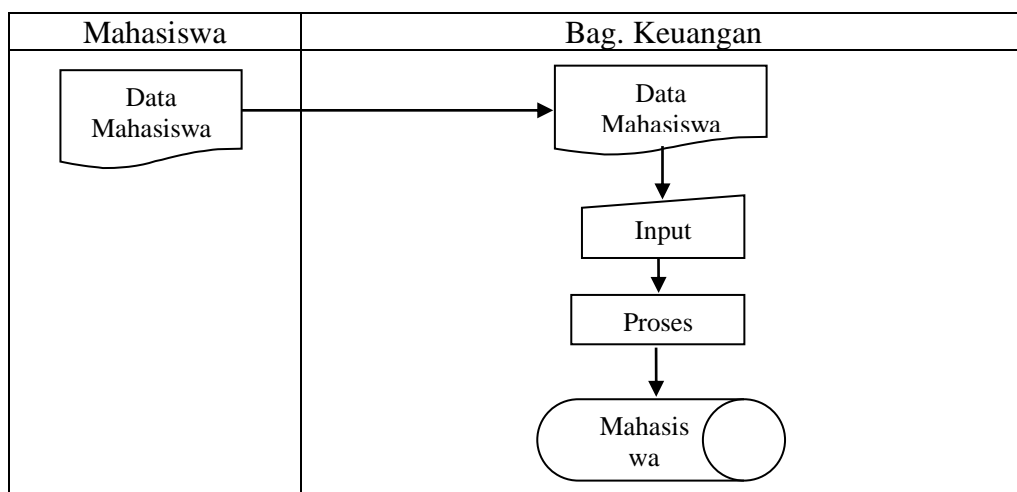 Mahasiswa
Bag. Keuangan
Data
Mahasiswa
Data
Mahasiswa
Input
Proses
Mahasis
wa